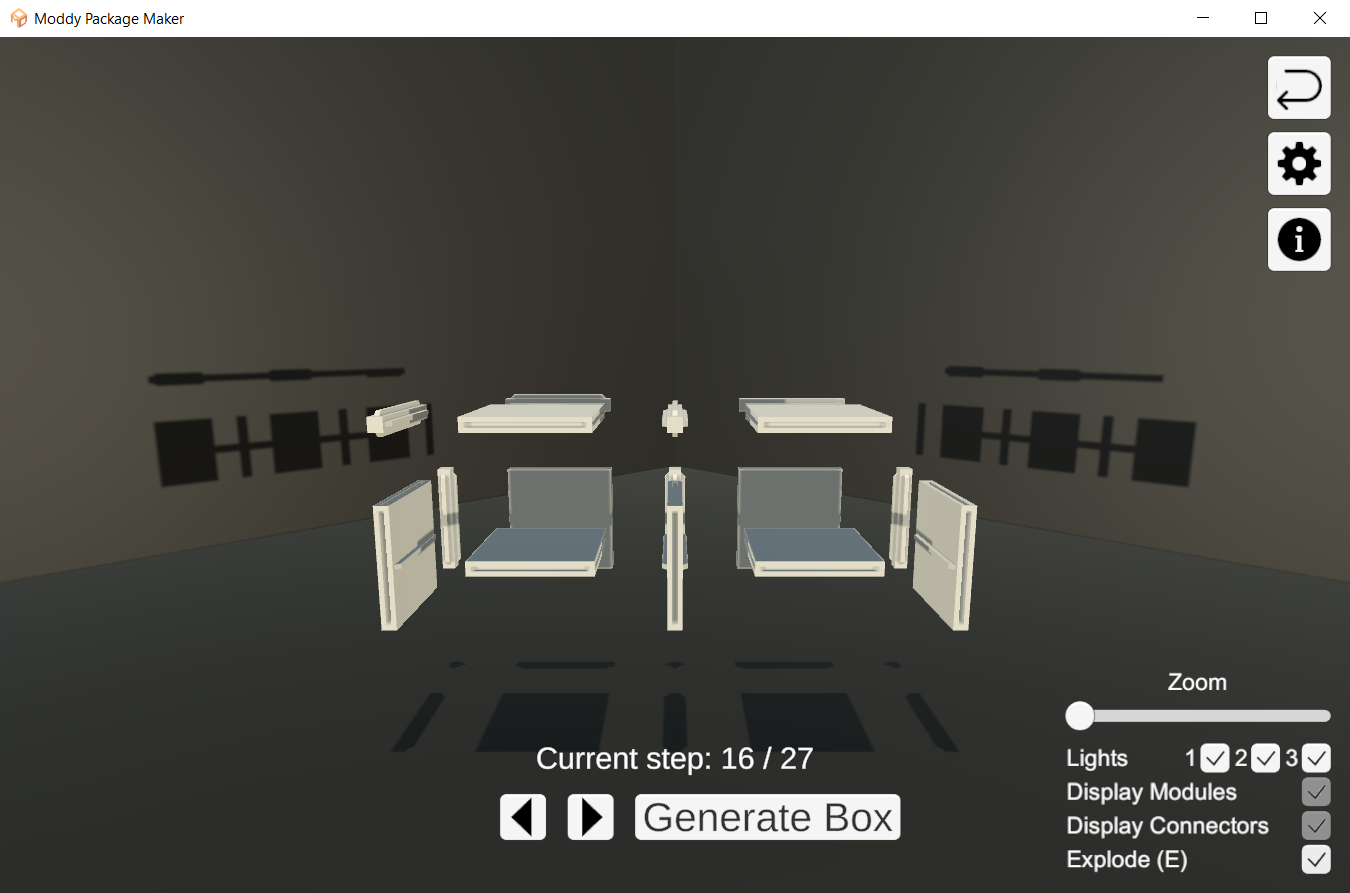 Moddy Package Maker
Zoom
Current step: 16 / 27
Lights 1 2 3
Display Modules
Generate Box
Display Connectors
Explode (E)